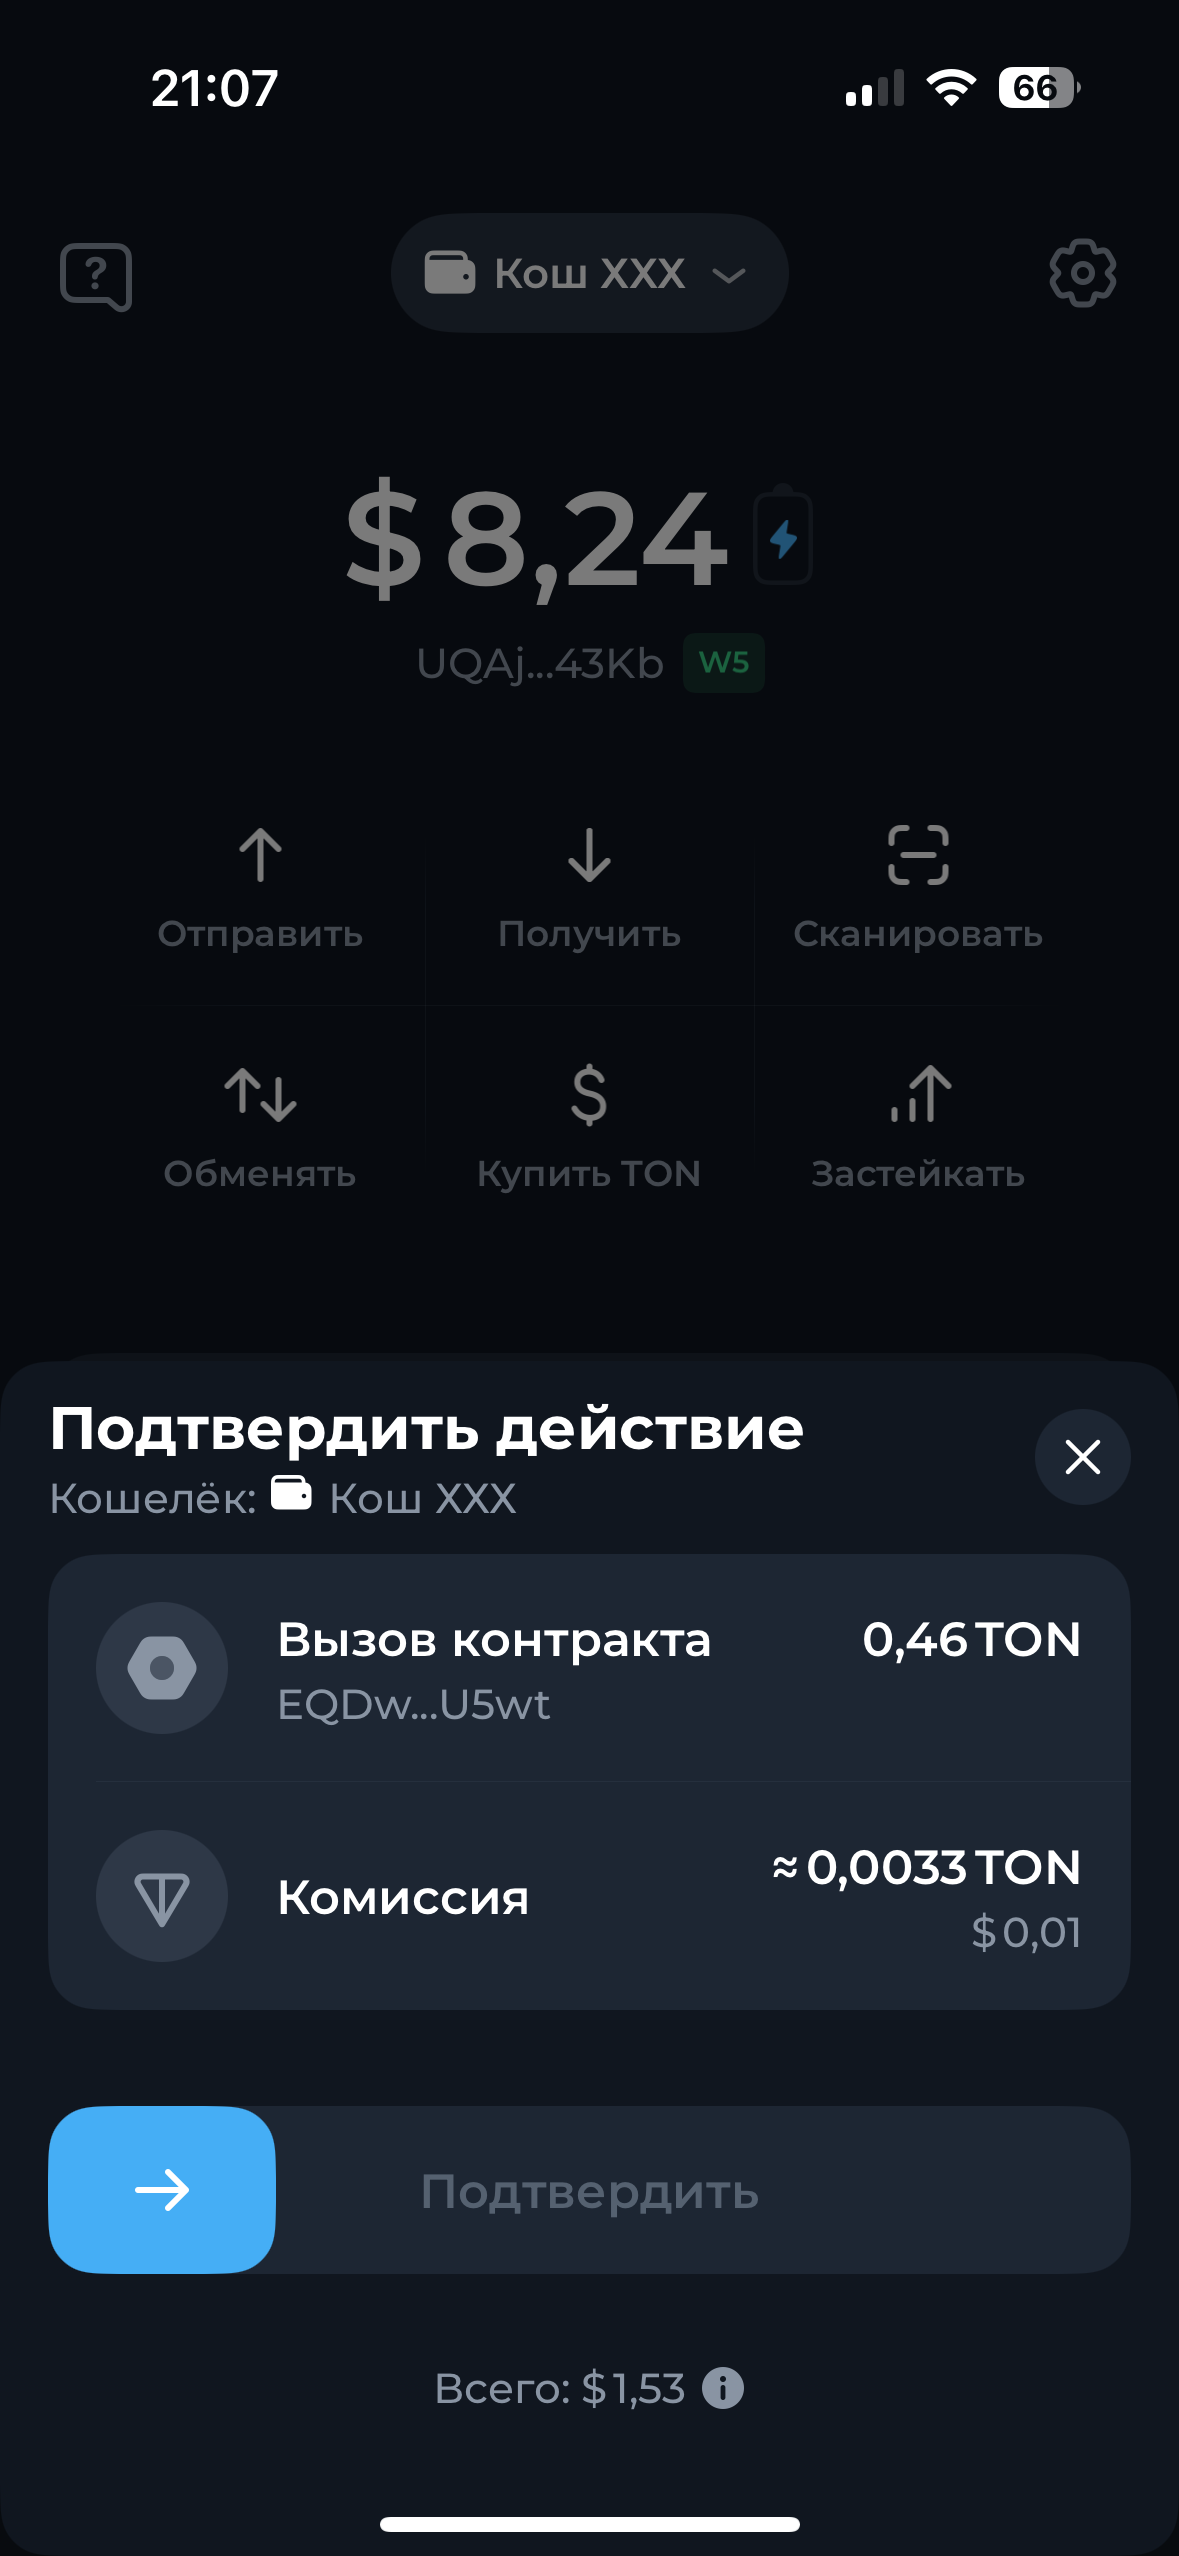 21:07
66
Кош XXX
$ 8,24
UQAj...43Kb W5
Отправить Получить Сканировать
Обменять Купить TON Застейкать
Подтвердить действие
Кошелёк: Кош XXX
Вызов контракта 0,46 TON
EQDw...U5wt
Комиссия ≈ 0,0033 TON
$ 0,01
Подтвердить
Всего: $ 1,53